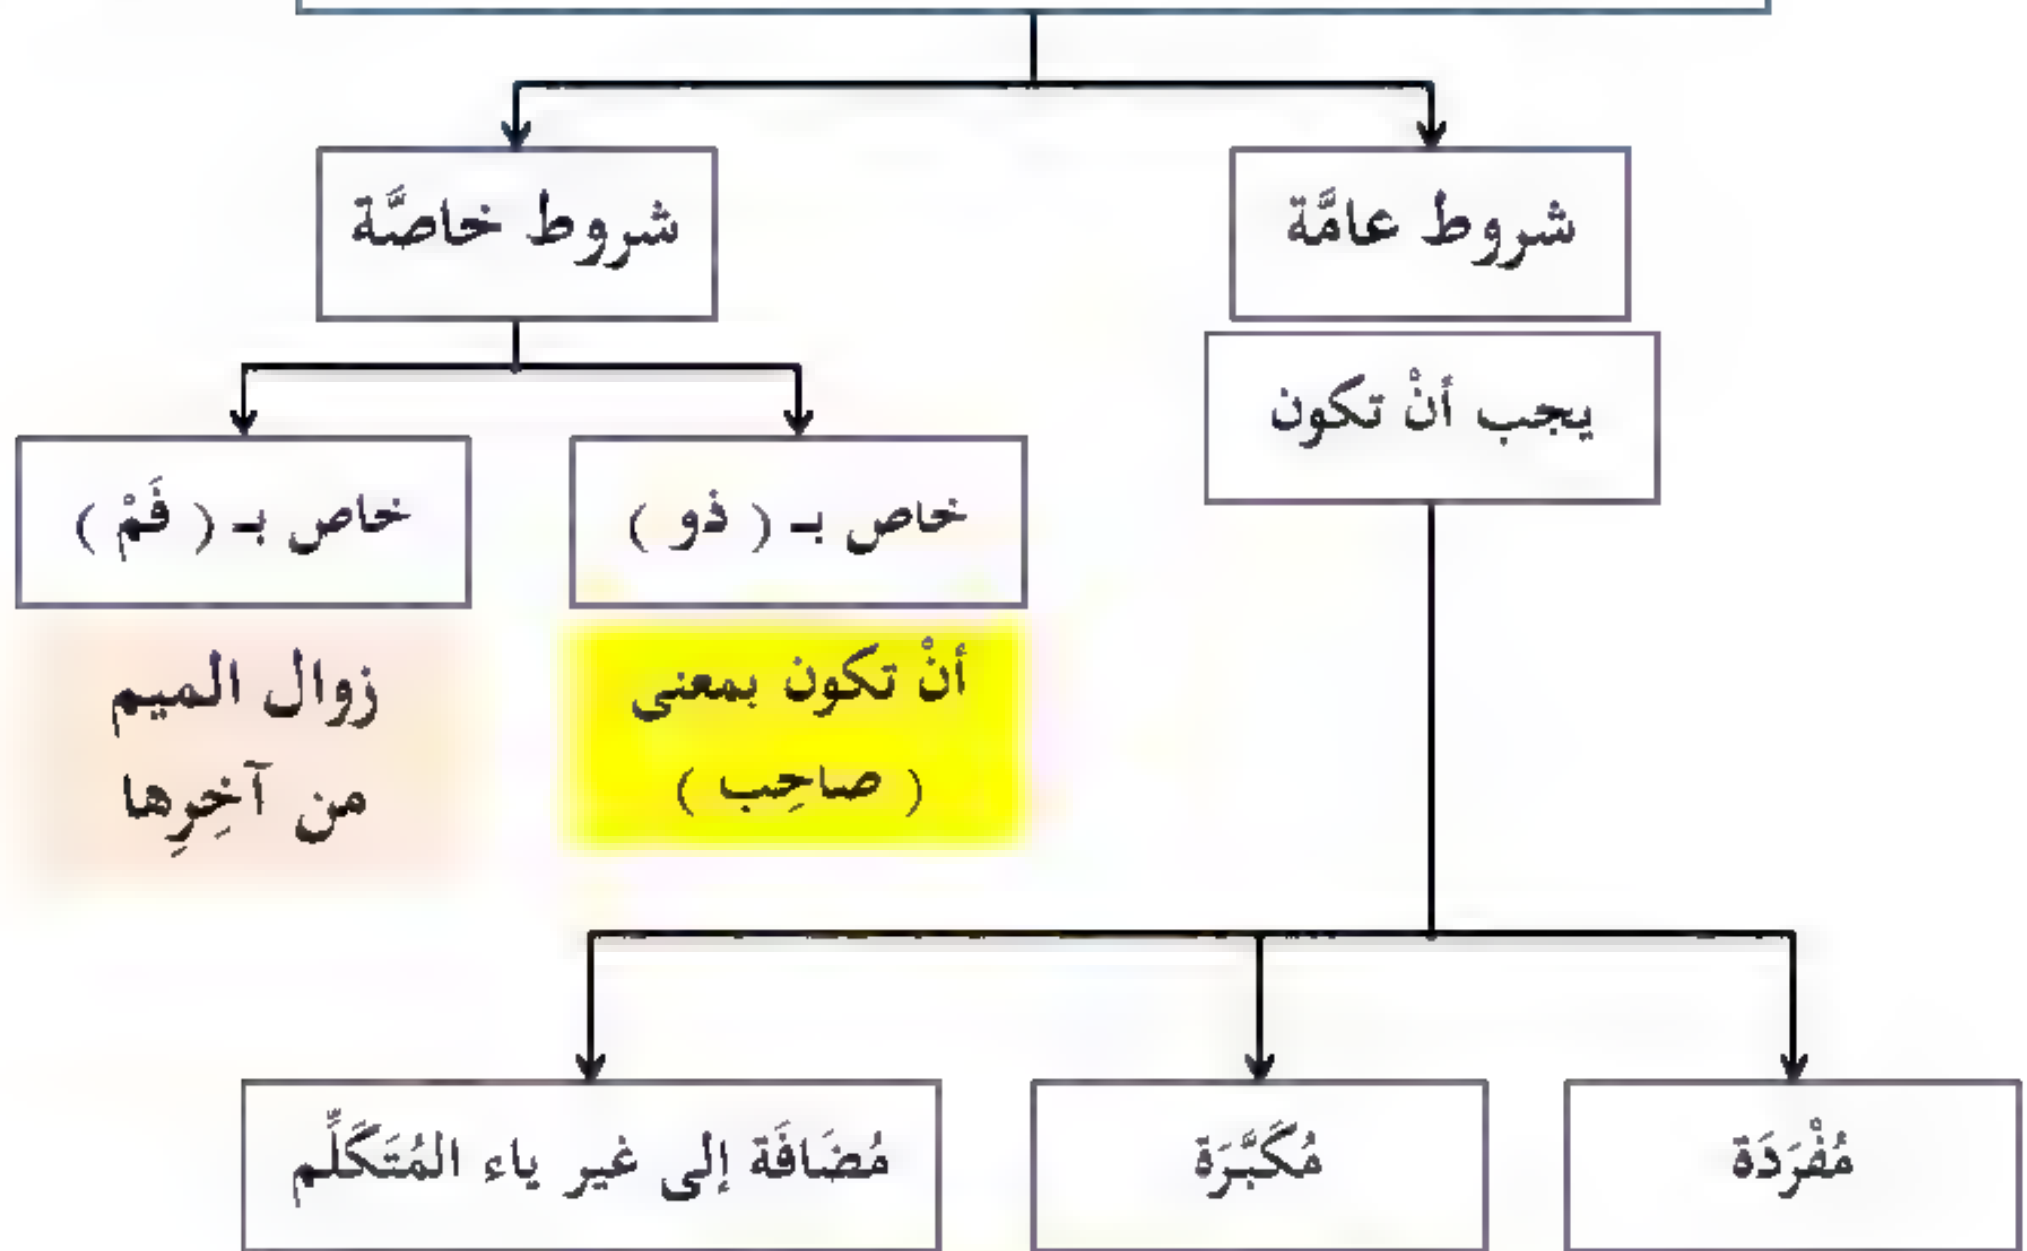 شروط عامَّة
شروط خاصَّة
يجب أنْ تكون
خاص بـ ( ذو )
خاص بـ ( فَمْ )
أنْ تكون بمعنى
( صاحِب )
زوال الميم
من آخِرِها
مُفْرَدَة
مُكَبَّرَة
مُضَافَة إلى غير ياء المُتَكَلِّم